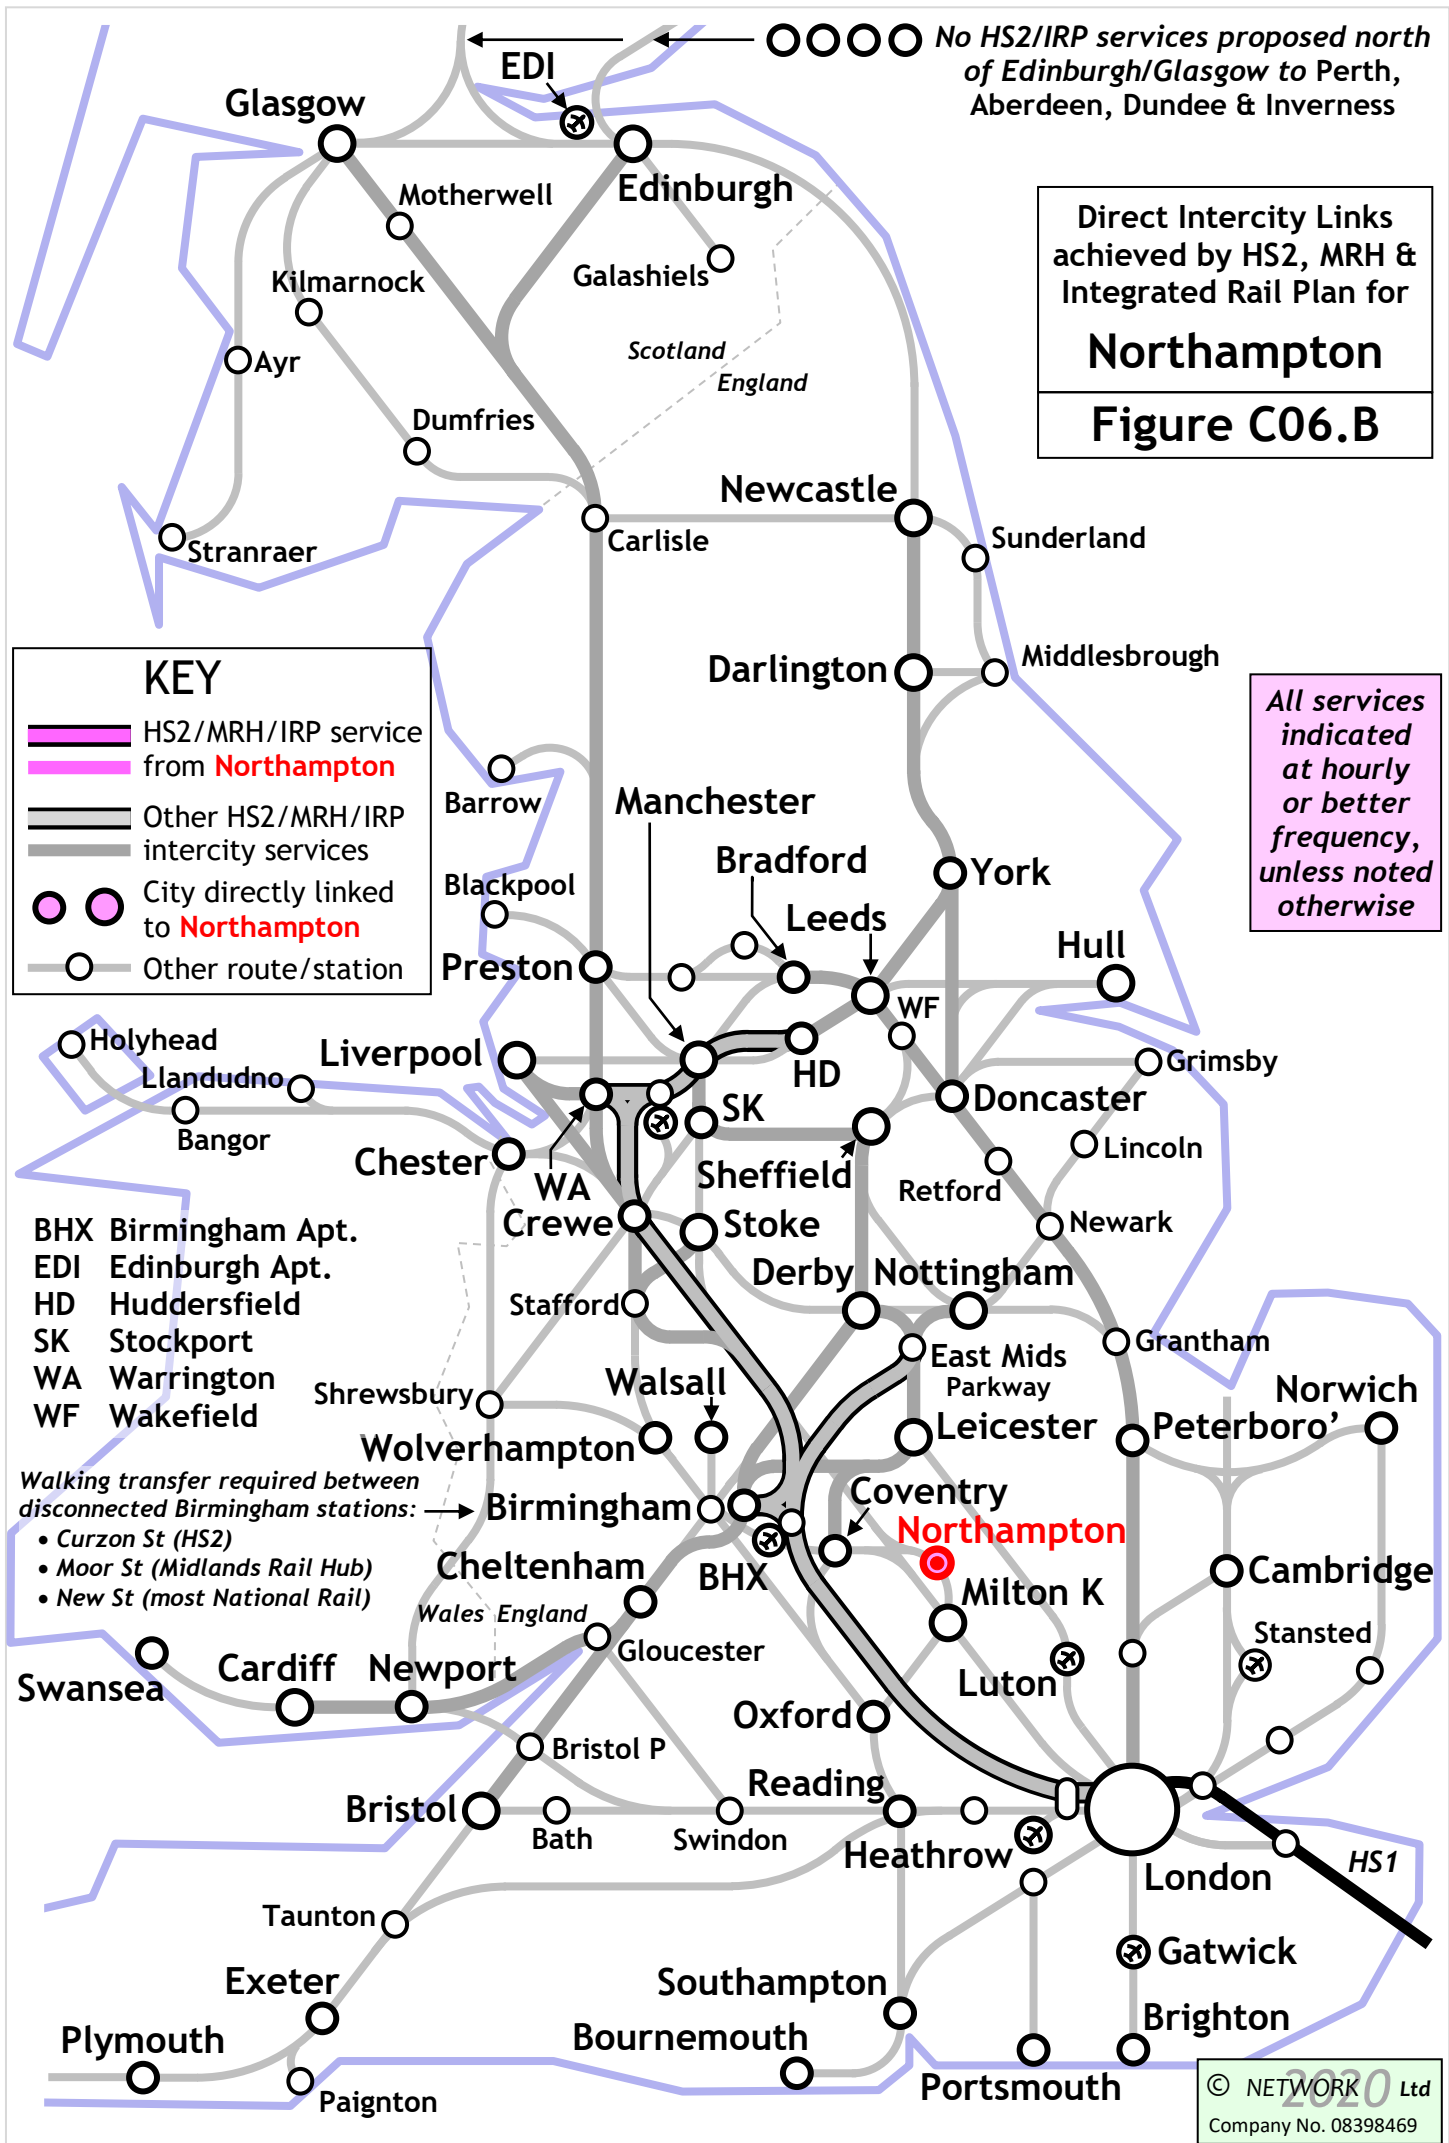 No HS2/IRP services proposed north
of Edinburgh/Glasgow to Perth,
Aberdeen, Dundee & Inverness
EDI
Glasgow
Edinburgh
Motherwell
Galashiels
Kilmarnock
Ayr
Scotland
England
Dumfries
Direct Intercity Links
achieved by HS2, MRH &
Integrated Rail Plan for
Northampton
Figure C06.B
Newcastle
Carlisle
Sunderland
Stranraer
Darlington
Middlesbrough
KEY
HS2/MRH/IRP service
from Northampton
Other HS2/MRH/IRP
intercity services
City directly linked
to Northampton
Other route/station
All services
indicated
at hourly
or better
frequency,
unless noted
otherwise
Barrow
Manchester
Bradford
York
Blackpool
Leeds
Hull
Preston
WF
Holyhead
Liverpool
Llandudno
HD
Grimsby
SK
Doncaster
Bangor
Lincoln
Chester
Sheffield
WA
Retford
Crewe
Stoke
Newark
BHX Birmingham Apt.
EDI Edinburgh Apt.
HD Huddersfield
SK Stockport
WA Warrington
WF Wakefield
Derby
Nottingham
Stafford
Grantham
East Mids
Parkway
Walsall
Shrewsbury
Norwich
Leicester
Peterboro'
Wolverhampton
Walking transfer required between
disconnected Birmingham stations:
• Curzon St (HS2)
• Moor St (Midlands Rail Hub)
• New St (most National Rail)
Birmingham
Coventry
Northampton
Cheltenham
BHX
Cambridge
Milton K
Wales England
Gloucester
Stansted
Swansea
Cardiff
Newport
Luton
Oxford
Bristol P
Reading
Bristol
Bath
Swindon
Heathrow
London
HS1
Taunton
Gatwick
Exeter
Southampton
Brighton
Plymouth
Bournemouth
Paignton
Portsmouth
© NETWORK 2020 Ltd
Company No. 08398469